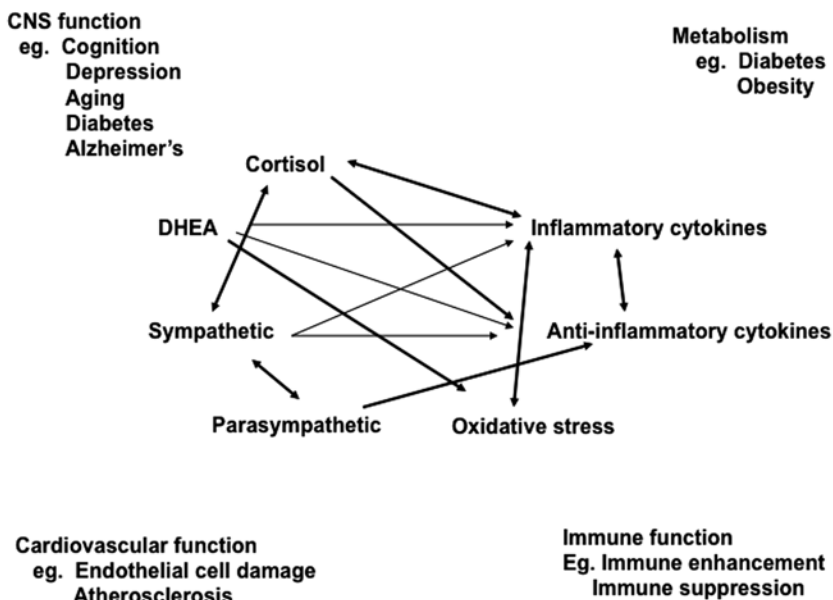 CNS function
eg. Cognition
Depression
Aging
Diabetes
Alzheimer's
Metabolism
eg. Diabetes
Obesity
Cortisol
DHEA
Inflammatory cytokines
Sympathetic
Anti-inflammatory cytokines
Parasympathetic
Oxidative stress
Cardiovascular function
eg. Endothelial cell damage
Atherosclerosis
Immune function
Eg. Immune enhancement
Immune suppression